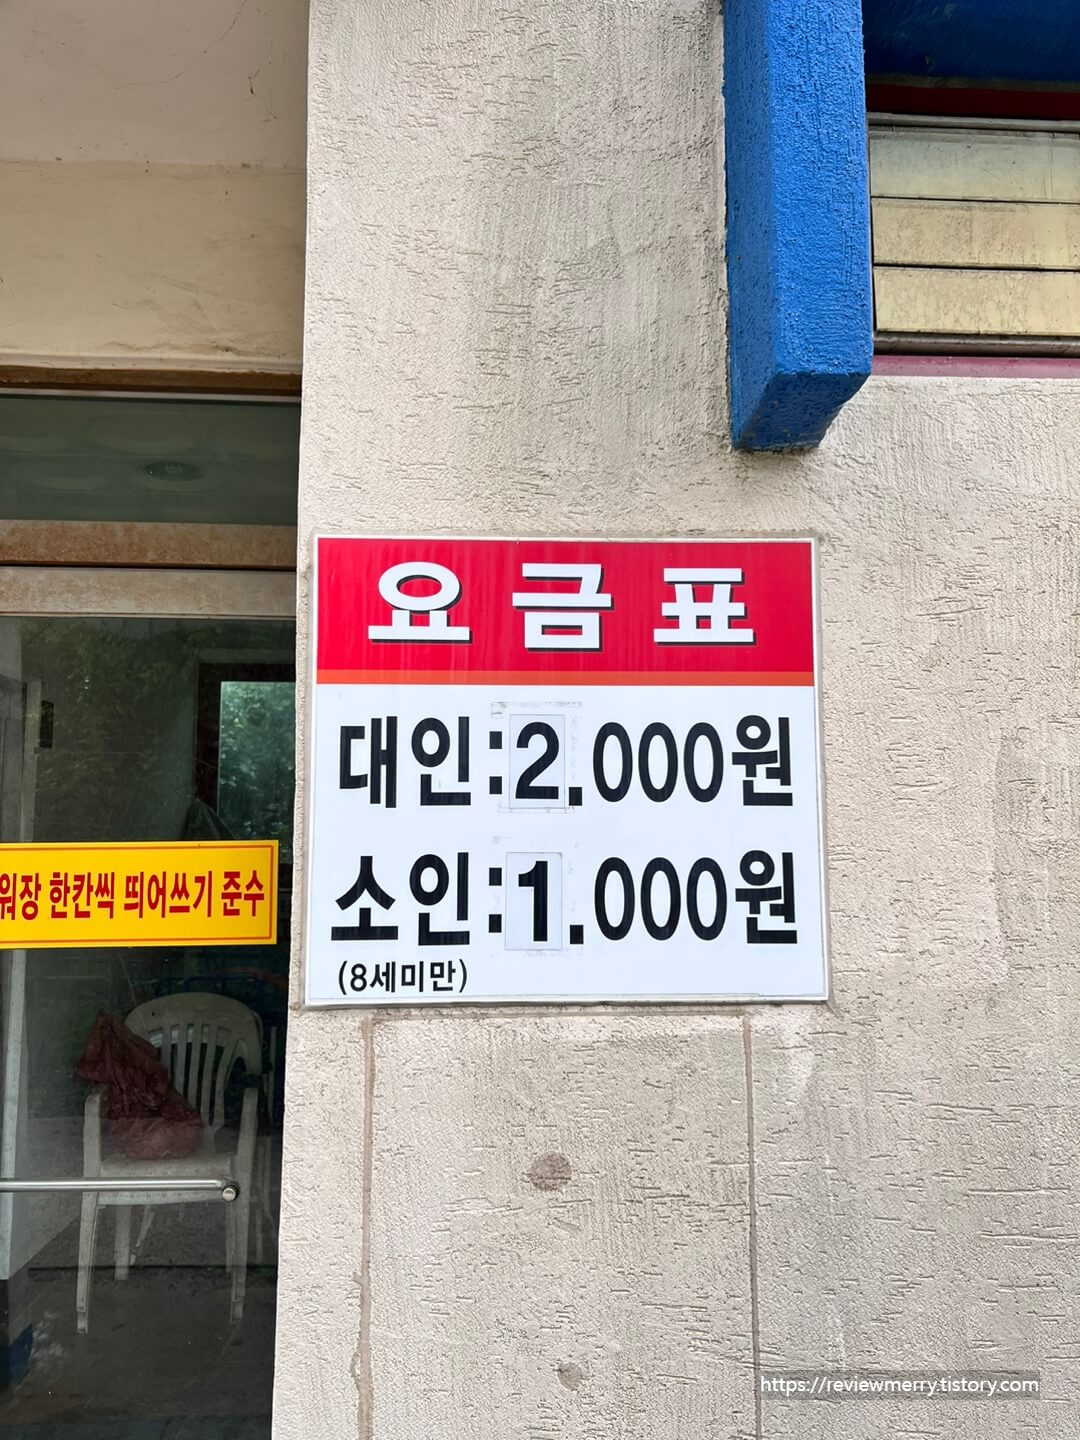 요금표
대인:2.000원
소인:1.000원
(8세미만)
장 한칸씩 띄어쓰기 준수
https://reviewmerry.tistory.com